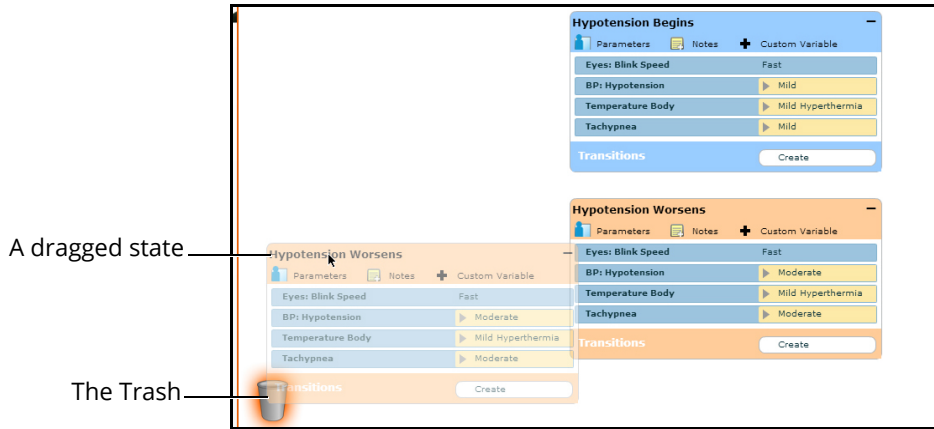 Hypotension Begins
Parameters Notes Custom Variable
Eyes: Blink Speed Fast
BP: Hypotension Mild
Temperature Body Mild Hyperthermia
Tachypnea Mild
Transitions Create
Hypotension Worsens
Parameters Notes Custom Variable
Eyes: Blink Speed Fast
BP: Hypotension Moderate
Temperature Body Mild Hyperthermia
Tachypnea Moderate
Transitions Create
A dragged state
Hypotension Worsens
Parameters Notes Custom Variable
Eyes: Blink Speed Fast
BP: Hypotension Moderate
Temperature Body Mild Hyperthermia
Tachypnea Moderate
Transitions Create
The Trash